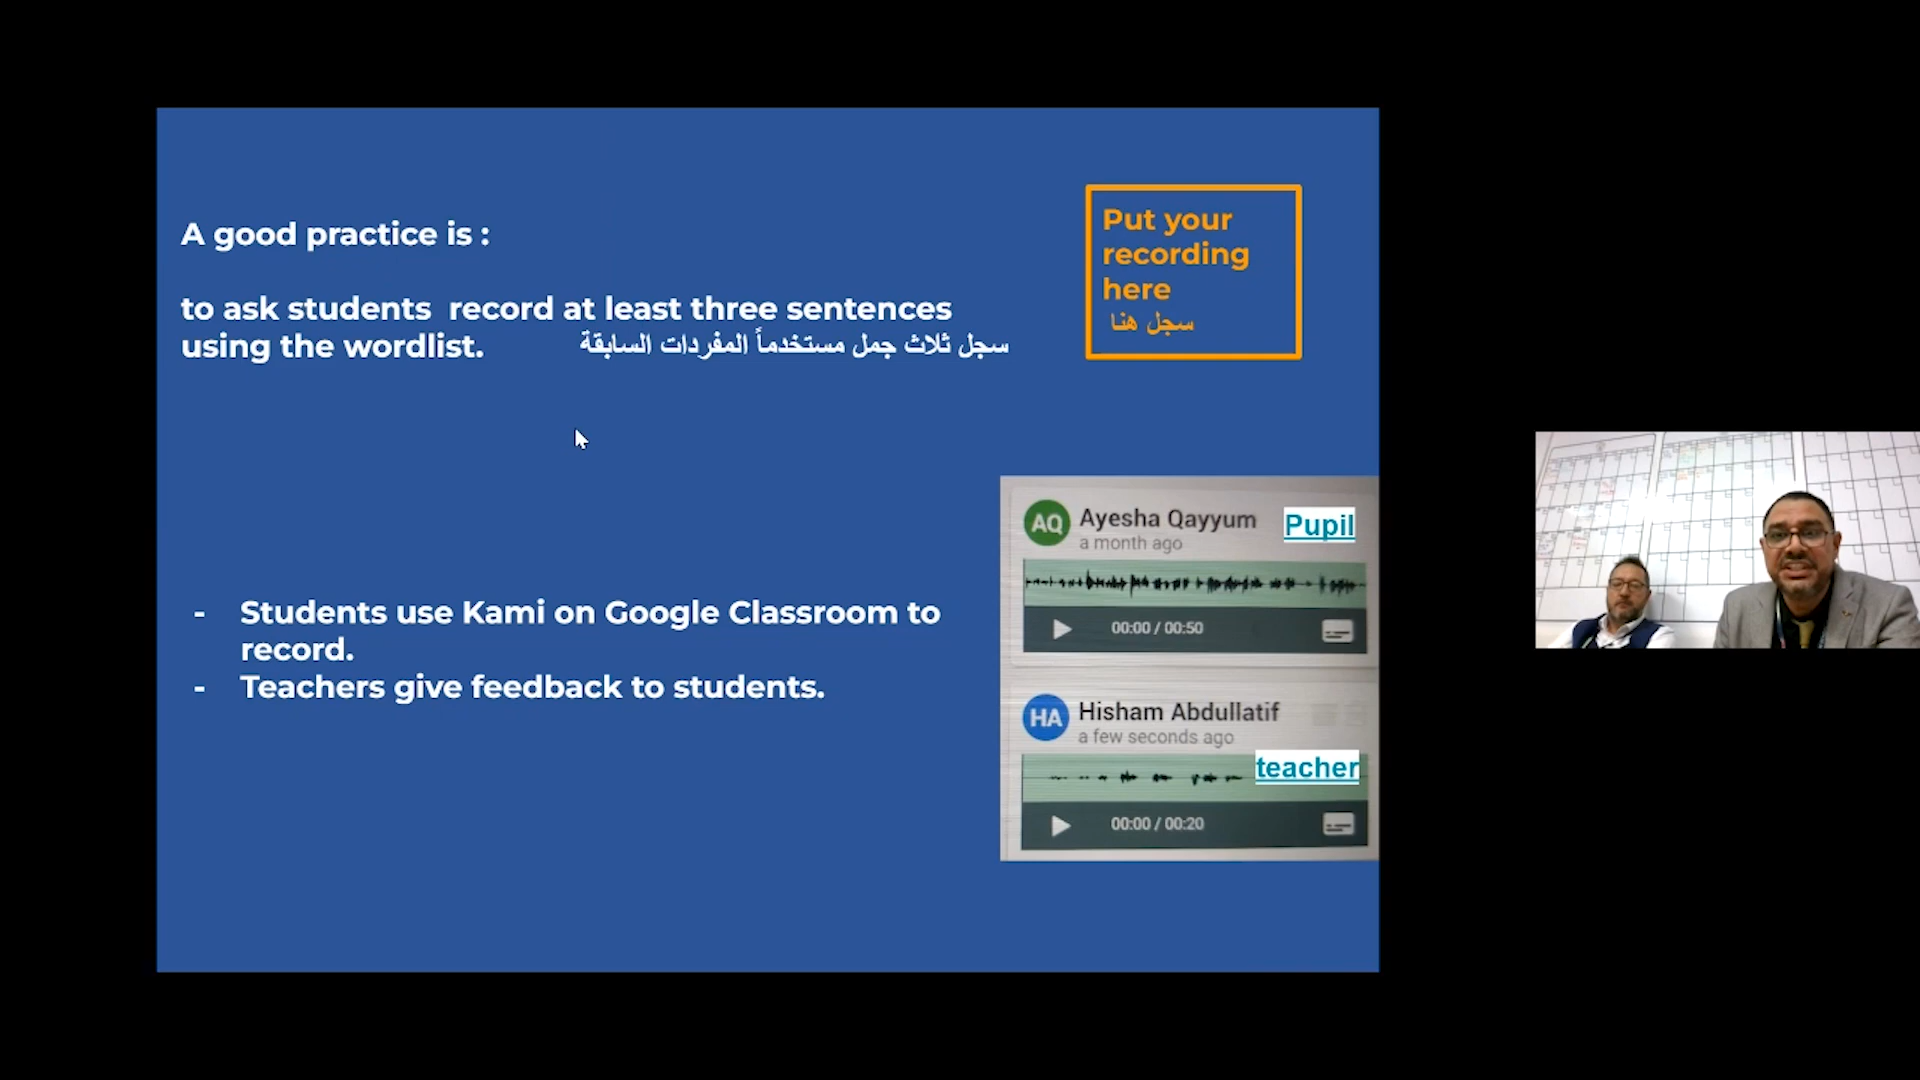 A good practice is :
to ask students record at least three sentences
using the wordlist.
سجل ثلاث جمل مستخدماً المفردات السابقة
Put your
recording
here
سجل هنا
- Students use Kami on Google Classroom to
record.
- Teachers give feedback to students.
AQ
Ayesha Qayyum
Pupil
a month ago
00:00 / 00:50
HA
Hisham Abdullatif
a few seconds ago
teacher
00:00 / 00:20